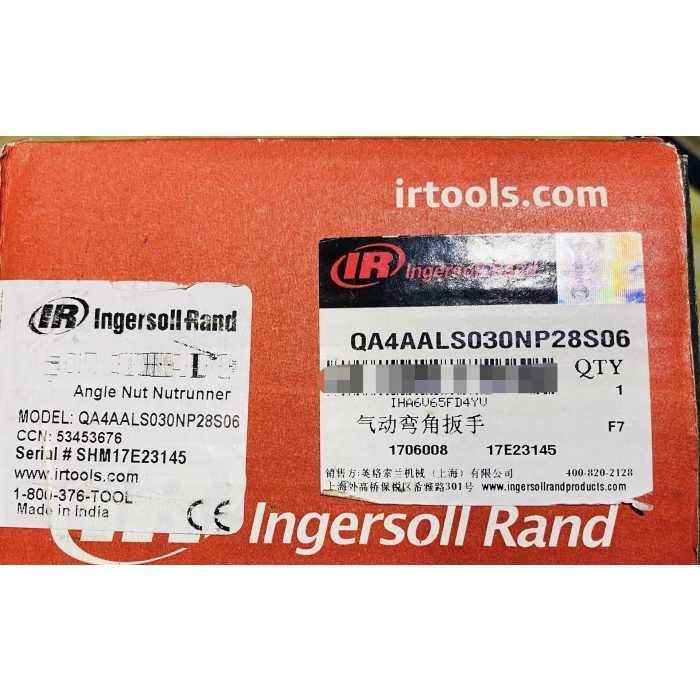 irtools.com
IR Ingersoll Rand
Angle Nut Nutrunner
MODEL: QA4AALS030NP28S06
CCN: 53453676
Serial # SHM17E23145
www.irtools.com
1-800-376-TOOL
Made in India
CE
IR Ingersoll Rand
QA4AALS030NP28S06
QTY
1
IHA6U65FD4YV
气动弯角扳手
F7
1706008 17E23145
销售方:英格索兰机械(上海)有限公司 400-820-2128
上海外高桥保税区希雅路301号 www.ingersollrandproducts.com
IR Ingersoll Rand